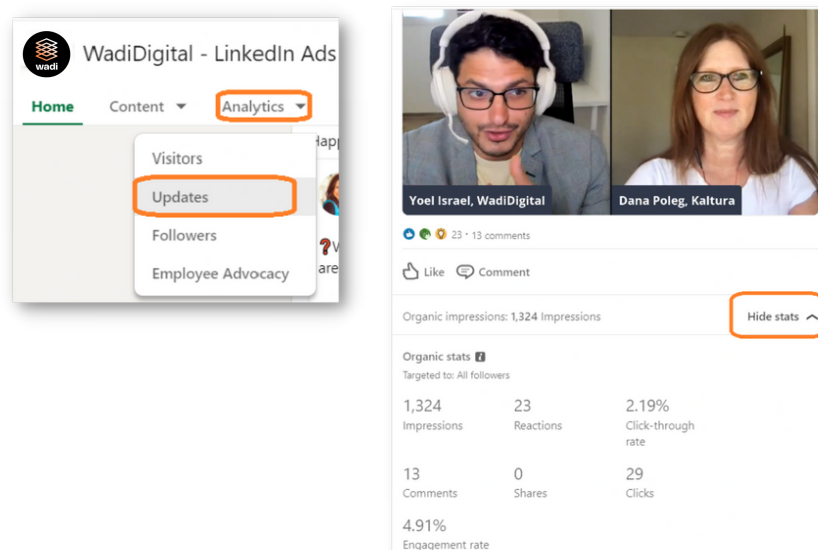 wadi
WadiDigital - LinkedIn Ads
Home Content Analytics
Visitors
Updates
Followers
Employee Advocacy
?
are
Yoel Israel, WadiDigital
Dana Poleg, Kaltura
23 · 13 comments
Like Comment
Organic impressions: 1,324 Impressions
Hide stats
Organic stats
Targeted to: All followers
1,324 23 2.19%
Impressions Reactions Click-through
rate
13 0 29
Comments Shares Clicks
4.91%
Engagement rate